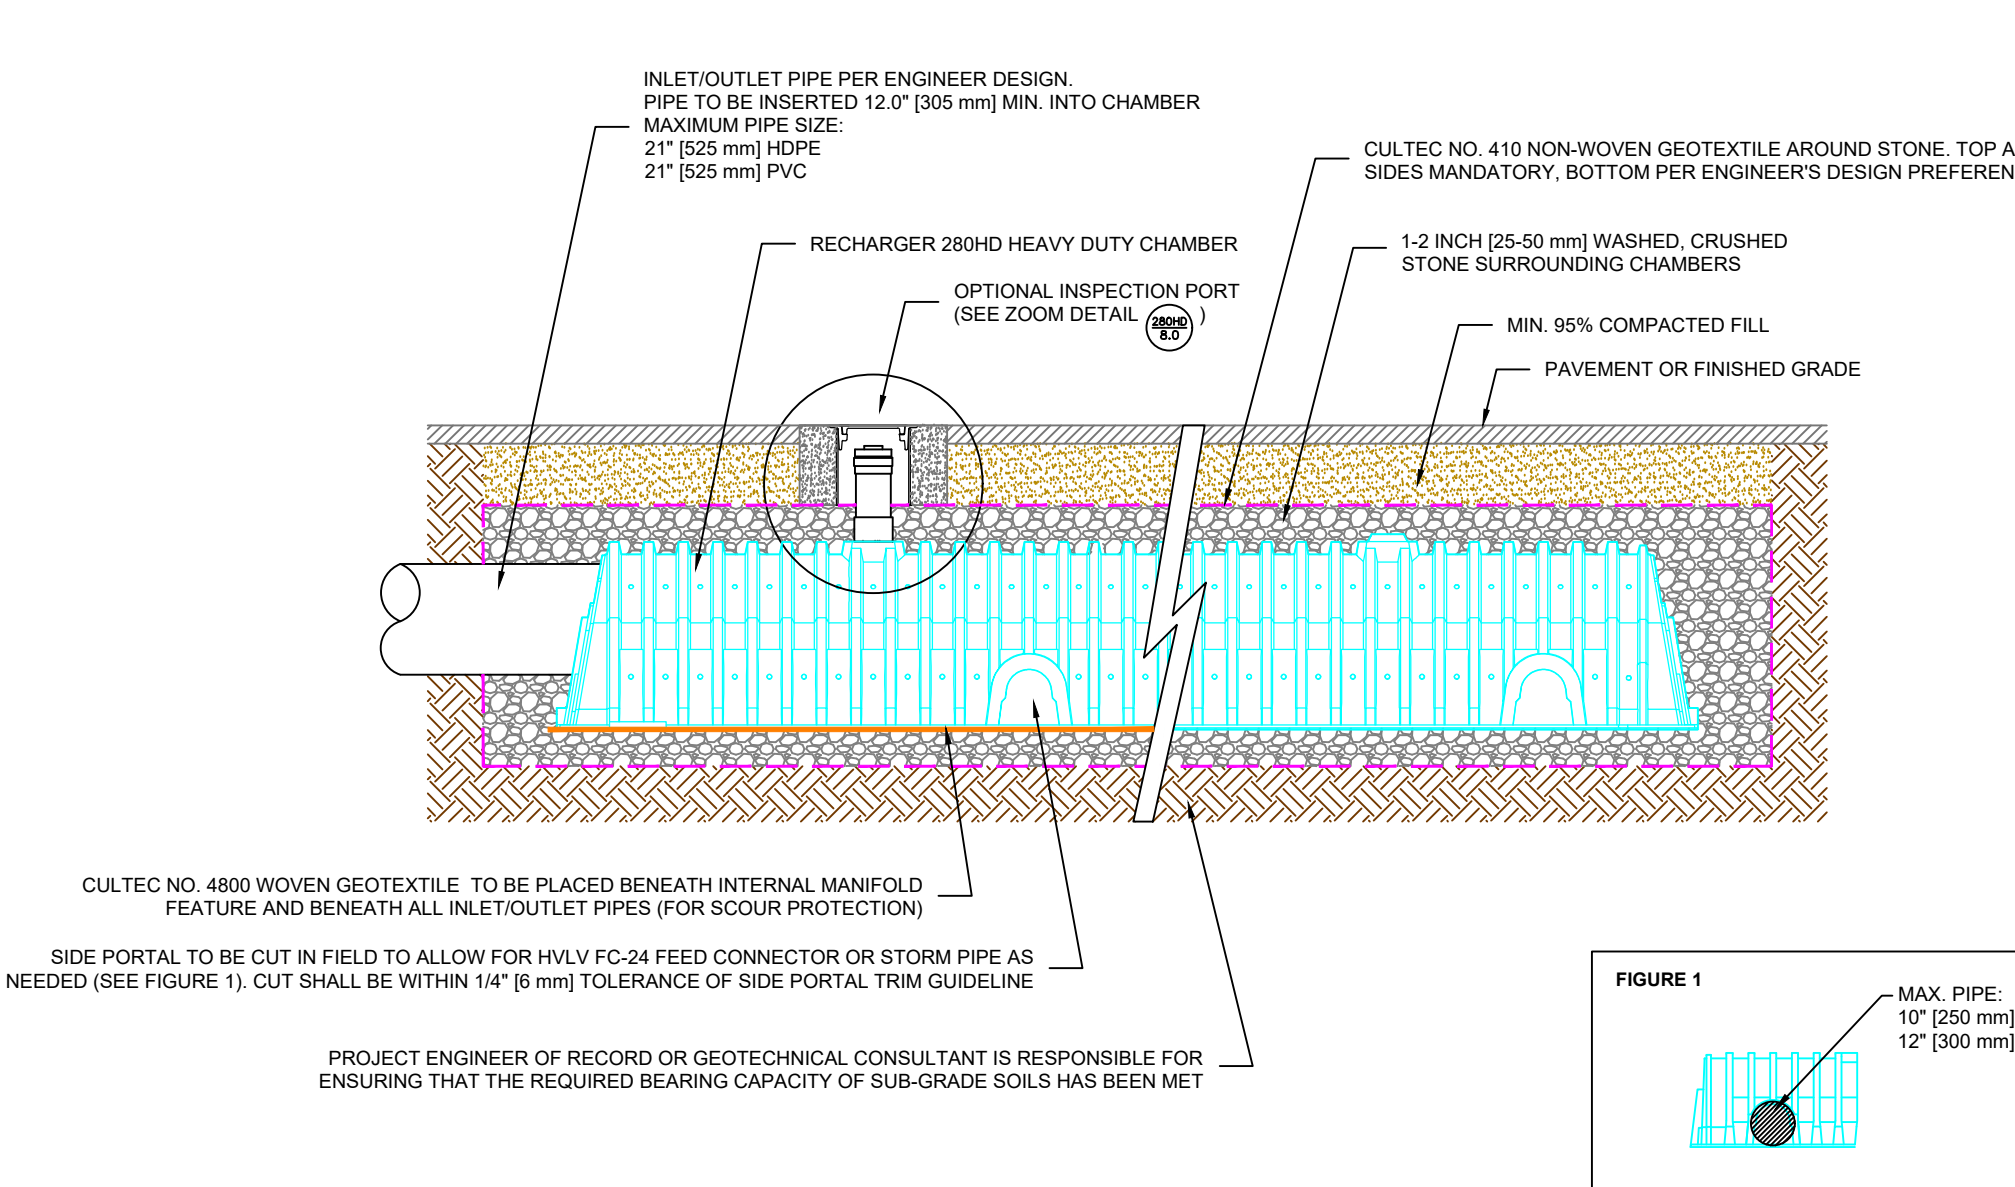 INLET/OUTLET PIPE PER ENGINEER DESIGN.
PIPE TO BE INSERTED 12.0" [305 mm] MIN. INTO CHAMBER
MAXIMUM PIPE SIZE:
21" [525 mm] HDPE
21" [525 mm] PVC
CULTEC NO. 410 NON-WOVEN GEOTEXTILE AROUND STONE. TOP A
SIDES MANDATORY, BOTTOM PER ENGINEER'S DESIGN PREFEREN
RECHARGER 280HD HEAVY DUTY CHAMBER
1-2 INCH [25-50 mm] WASHED, CRUSHED
STONE SURROUNDING CHAMBERS
OPTIONAL INSPECTION PORT
(SEE ZOOM DETAIL 280HD )
8.0
MIN. 95% COMPACTED FILL
PAVEMENT OR FINISHED GRADE
CULTEC NO. 4800 WOVEN GEOTEXTILE TO BE PLACED BENEATH INTERNAL MANIFOLD
FEATURE AND BENEATH ALL INLET/OUTLET PIPES (FOR SCOUR PROTECTION)
SIDE PORTAL TO BE CUT IN FIELD TO ALLOW FOR HVLV FC-24 FEED CONNECTOR OR STORM PIPE AS
NEEDED (SEE FIGURE 1). CUT SHALL BE WITHIN 1/4" [6 mm] TOLERANCE OF SIDE PORTAL TRIM GUIDELINE
PROJECT ENGINEER OF RECORD OR GEOTECHNICAL CONSULTANT IS RESPONSIBLE FOR
ENSURING THAT THE REQUIRED BEARING CAPACITY OF SUB-GRADE SOILS HAS BEEN MET
FIGURE 1
MAX. PIPE:
10" [250 mm]
12" [300 mm]